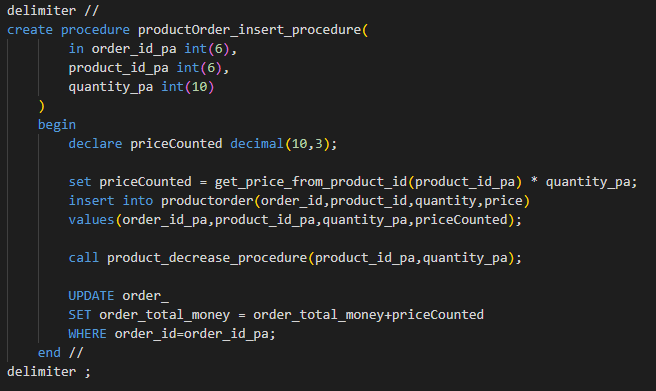 delimiter //
create procedure productOrder_insert_procedure(
in order_id_pa int(6),
product_id_pa int(6),
quantity_pa int(10)
)
begin
declare priceCounted decimal(10,3);
set priceCounted = get_price_from_product_id(product_id_pa) * quantity_pa;
insert into productorder(order_id,product_id,quantity,price)
values(order_id_pa,product_id_pa,quantity_pa,priceCounted);
call product_decrease_procedure(product_id_pa,quantity_pa);
UPDATE order_
SET order_total_money = order_total_money+priceCounted
WHERE order_id=order_id_pa;
end //
delimiter ;